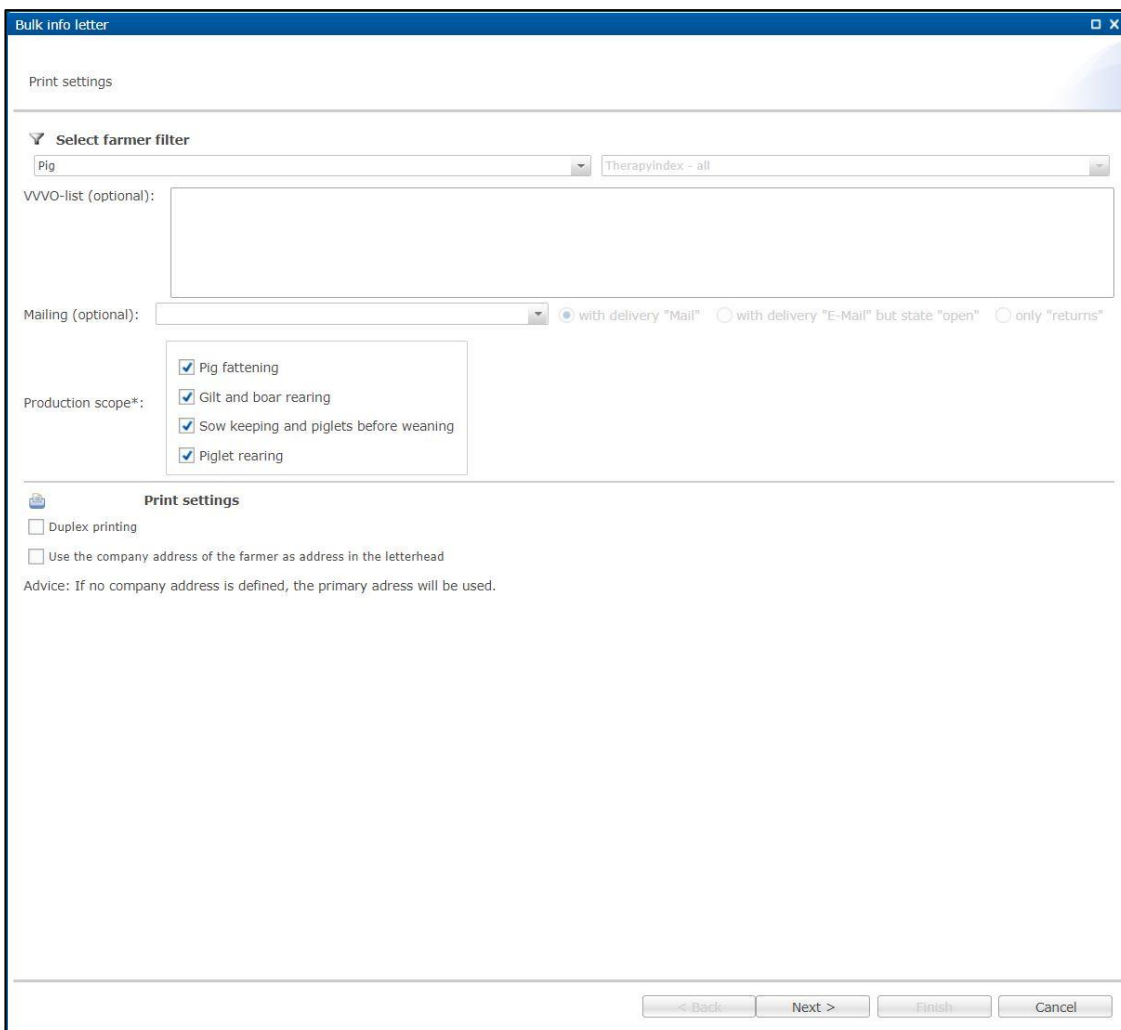 Bulk info letter
Print settings
Select farmer filter
Pig
Therapyindex - all
VVVO-list (optional):
Mailing (optional):
with delivery "Mail"
with delivery "E-Mail" but state "open"
only "returns"
Production scope*:
Pig fattening
Gilt and boar rearing
Sow keeping and piglets before weaning
Piglet rearing
Print settings
Duplex printing
Use the company address of the farmer as address in the letterhead
Advice: If no company address is defined, the primary adress will be used.
< Back
Next >
Finish
Cancel